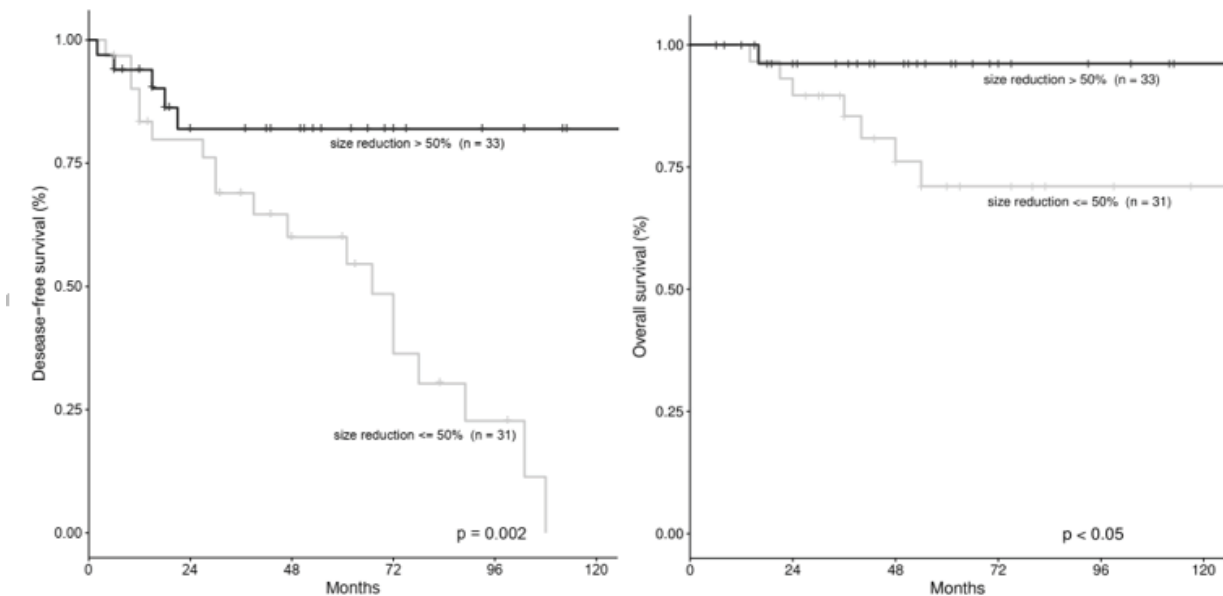 Desease-free survival (%)
1.00
0.75
0.50
0.25
0.00
size reduction > 50% (n = 33)
size reduction <= 50% (n = 31)
p = 0.002
0 24 48 72 96 120
Months
Overall survival (%)
1.00
0.75
0.50
0.25
0.00
size reduction > 50% (n = 33)
size reduction <= 50% (n = 31)
p < 0.05
0 24 48 72 96 120
Months